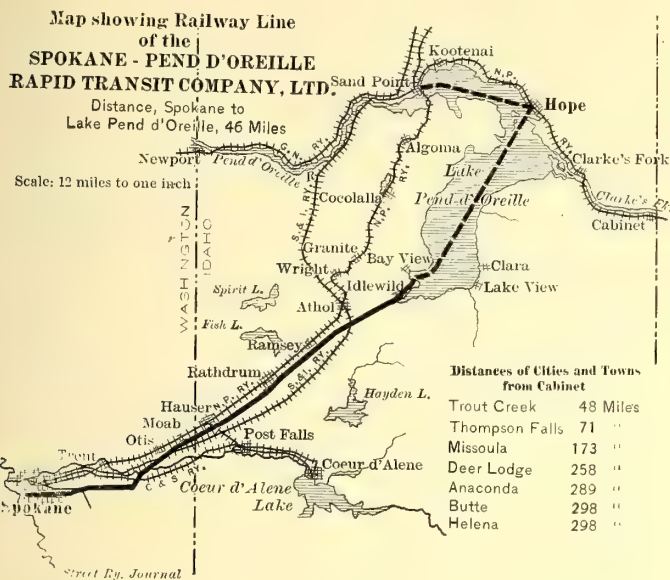 Map showing Railway Line
of the
SPOKANE - PEND D'OREILLE
RAPID TRANSIT COMPANY, LTD.
Distance, Spokane to
Lake Pend d'Oreille, 46 Miles
Scale: 12 miles to one inch
Kootenai
N.P.
RY.
Sand Point
Hope
G.N. RY.
Newport
Pend d'Oreille
R.
Algoma
Lake
Pend-d'Oreille
Clarke's Fork
Clarke's
Cabinet
Cocolalla
S.& I. RY.
N.P. RY.
Granite
Wright
Bay View
Clara
Idlewild
Lake View
WASHINGTON
IDAHO
Spirit L.
Athol
Fish L.
Ramsey
Rathdrum
N.P. RY.
S.&I. RY.
Hayden L.
Hauser
Moab
Otis
Post Falls
Trent
C & S RY.
Coeur d'Alene
Coeur d'Alene
Lake
Spokane
Distances of Cities and Towns
from Cabinet
Trout Creek 48 Miles
Thompson Falls 71 "
Missoula 173 "
Deer Lodge 258 "
Anaconda 289 "
Butte 298 "
Helena 298 "
Street Ry. Journal